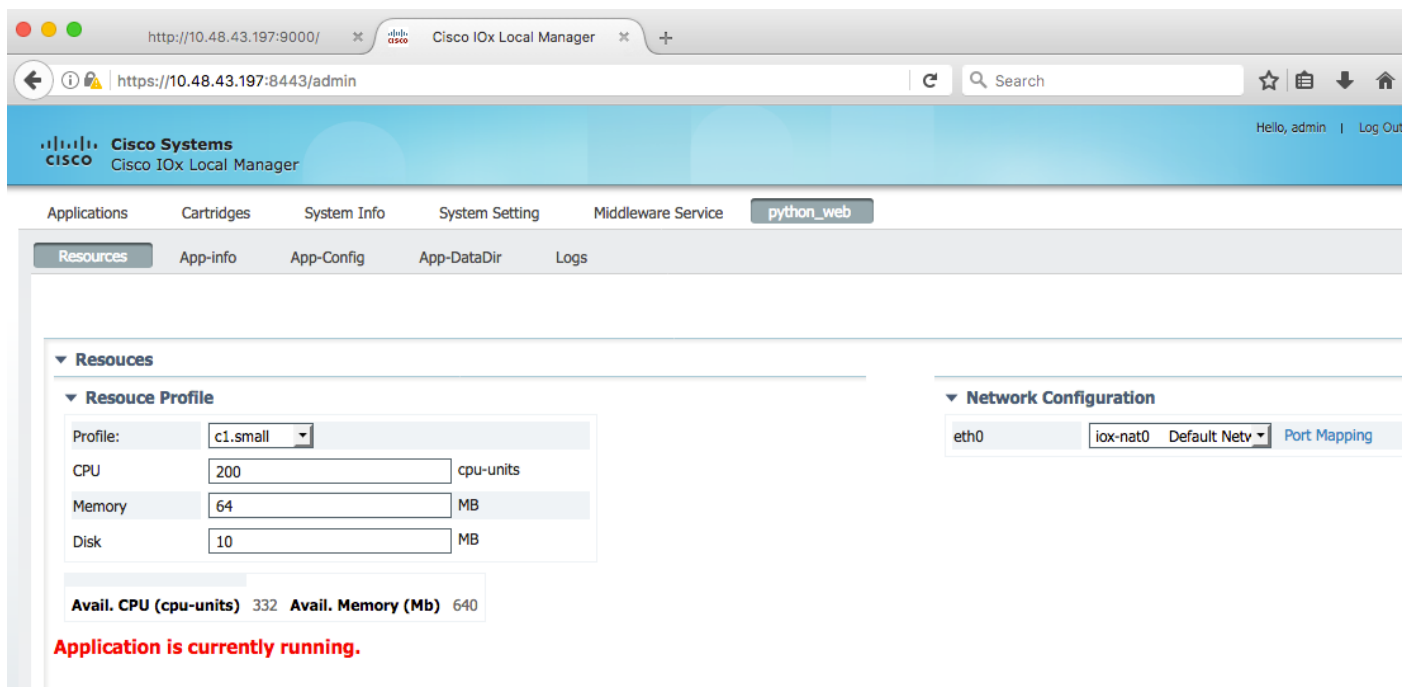 http://10.48.43.197:9000/ Cisco IOx Local Manager
https://10.48.43.197:8443/admin Search
Hello, admin | Log Out
Cisco Systems
CISCO Cisco IOx Local Manager
Applications Cartridges System Info System Setting Middleware Service python_web
Resources App-info App-Config App-DataDir Logs
Resouces
Resouce Profile Network Configuration
Profile: c1.small eth0 iox-nat0 Default Netw Port Mapping
CPU 200 cpu-units
Memory 64 MB
Disk 10 MB
Avail. CPU (cpu-units) 332 Avail. Memory (Mb) 640
Application is currently running.